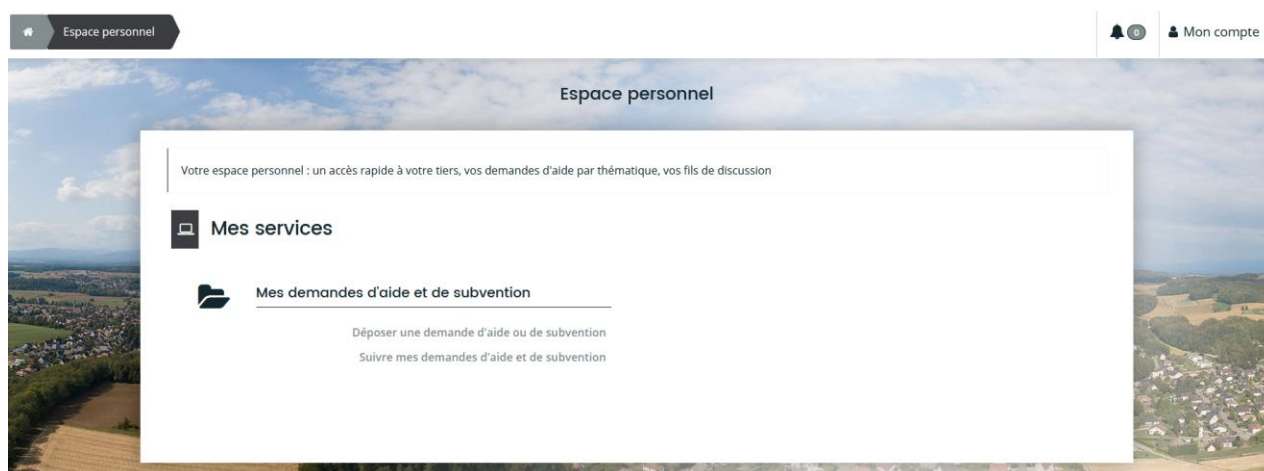 Espace personnel
0
Mon compte
Espace personnel
Votre espace personnel : un accès rapide à votre tiers, vos demandes d'aide par thématique, vos fils de discussion
Mes services
Mes demandes d'aide et de subvention
Déposer une demande d'aide ou de subvention
Suivre mes demandes d'aide et de subvention